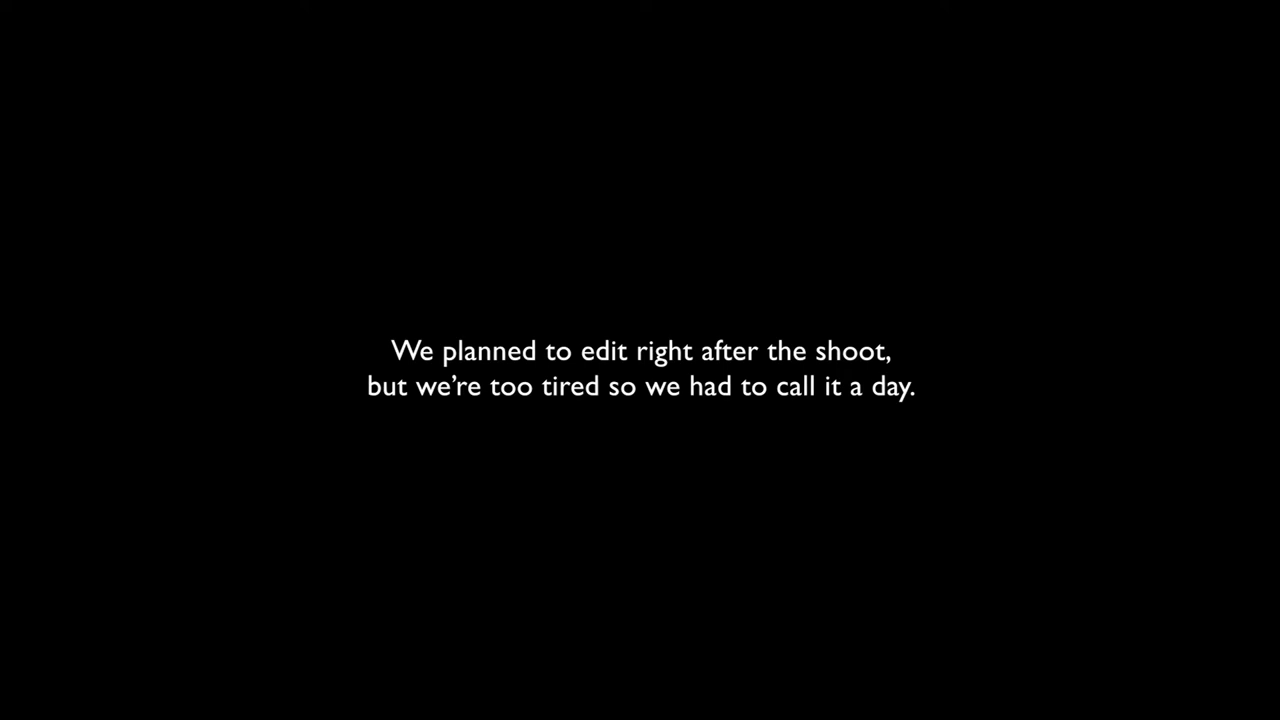 We planned to edit right after the shoot,
but we’re too tired so we had to call it a day.